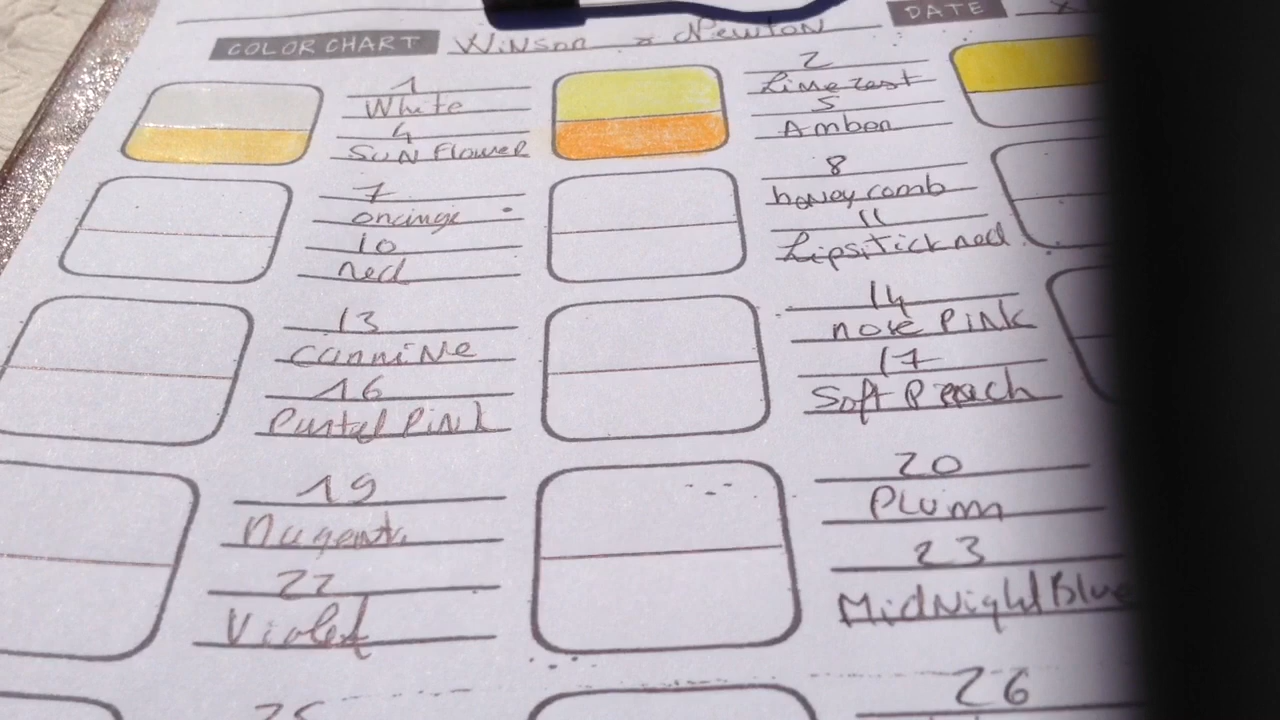 COLOR CHART Winson & Newton DATE
1
White
4
SUN Flower
2
Lime zest
5
Amber
7
orange
10
red
8
honey comb
11
Lipstick red
13
carmiNe
16
Pastel PiNk
14
rose PiNk
17
Soft Peach
19
Magenta
22
Violet
20
PLum
23
MidNight Blue
25
26